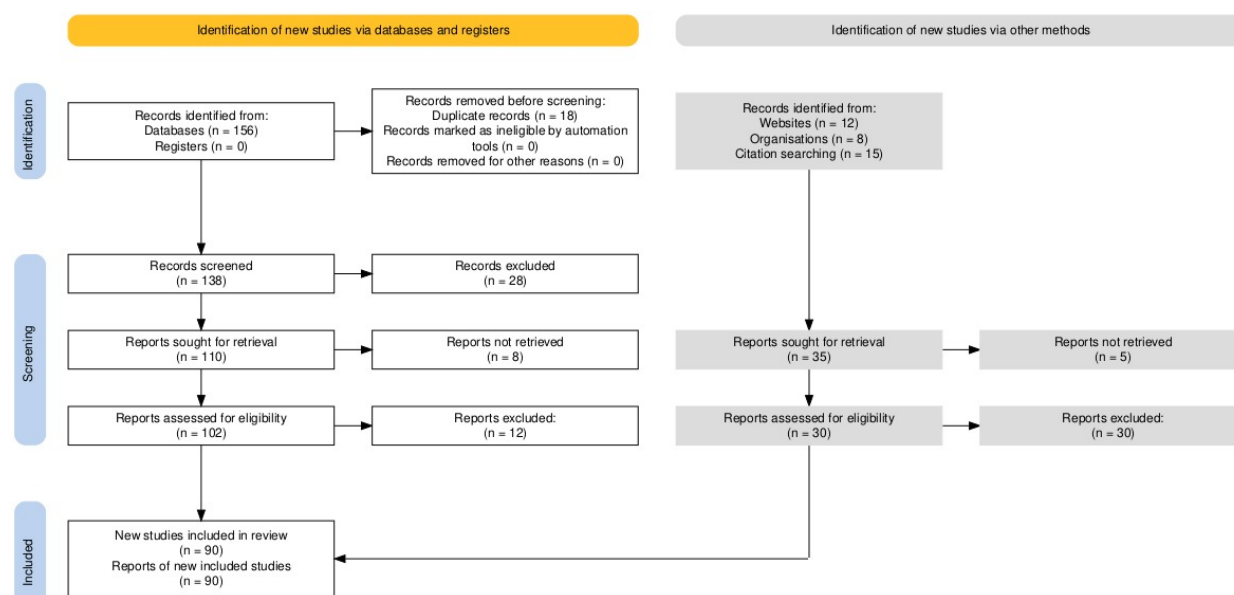 Identification of new studies via databases and registers
Identification of new studies via other methods
Identification
Records identified from:
Databases (n = 156)
Registers (n = 0)
Records removed before screening:
Duplicate records (n = 18)
Records marked as ineligible by automation
tools (n = 0)
Records removed for other reasons (n = 0)
Records identified from:
Websites (n = 12)
Organisations (n = 8)
Citation searching (n = 15)
Screening
Records screened
(n = 138)
Records excluded
(n = 28)
Reports sought for retrieval
(n = 110)
Reports not retrieved
(n = 8)
Reports sought for retrieval
(n = 35)
Reports not retrieved
(n = 5)
Reports assessed for eligibility
(n = 102)
Reports excluded:
(n = 12)
Reports assessed for eligibility
(n = 30)
Reports excluded:
(n = 30)
Included
New studies included in review
(n = 90)
Reports of new included studies
(n = 90)